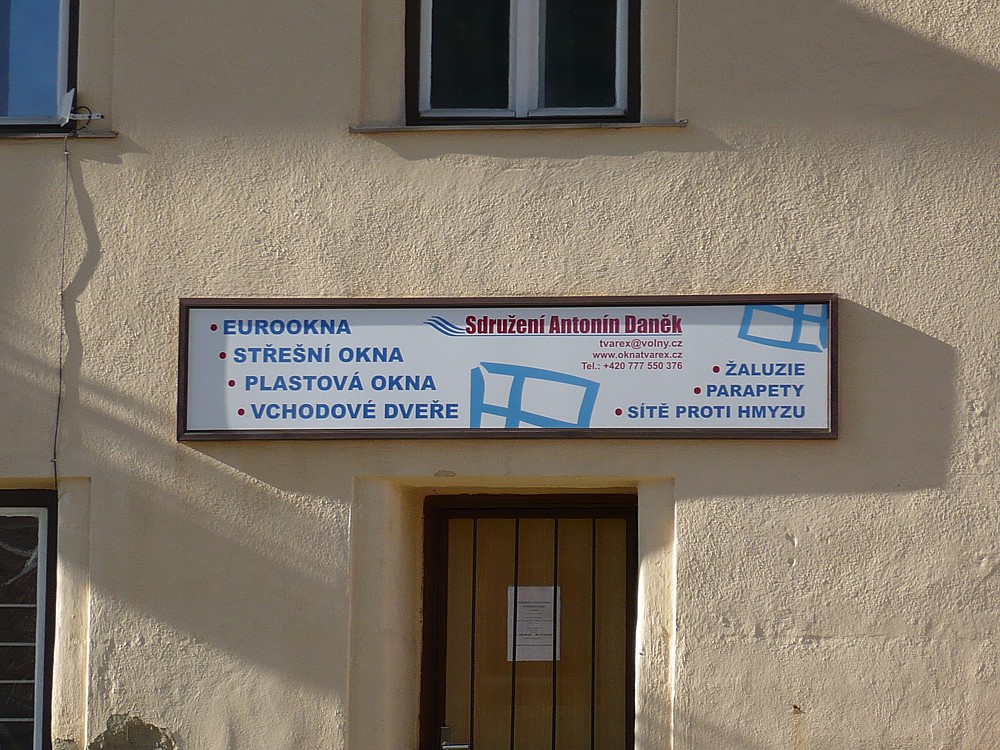 • EUROOKNA
• STŘEŠNÍ OKNA
• PLASTOVÁ OKNA
• VCHODOVÉ DVEŘE
Sdružení Antonín Daněk
tvarex@volny.cz
www.oknatvarex.cz
Tel.: +420 777 550 376
• ŽALUZIE
• PARAPETY
• SÍTĚ PROTI HMYZU